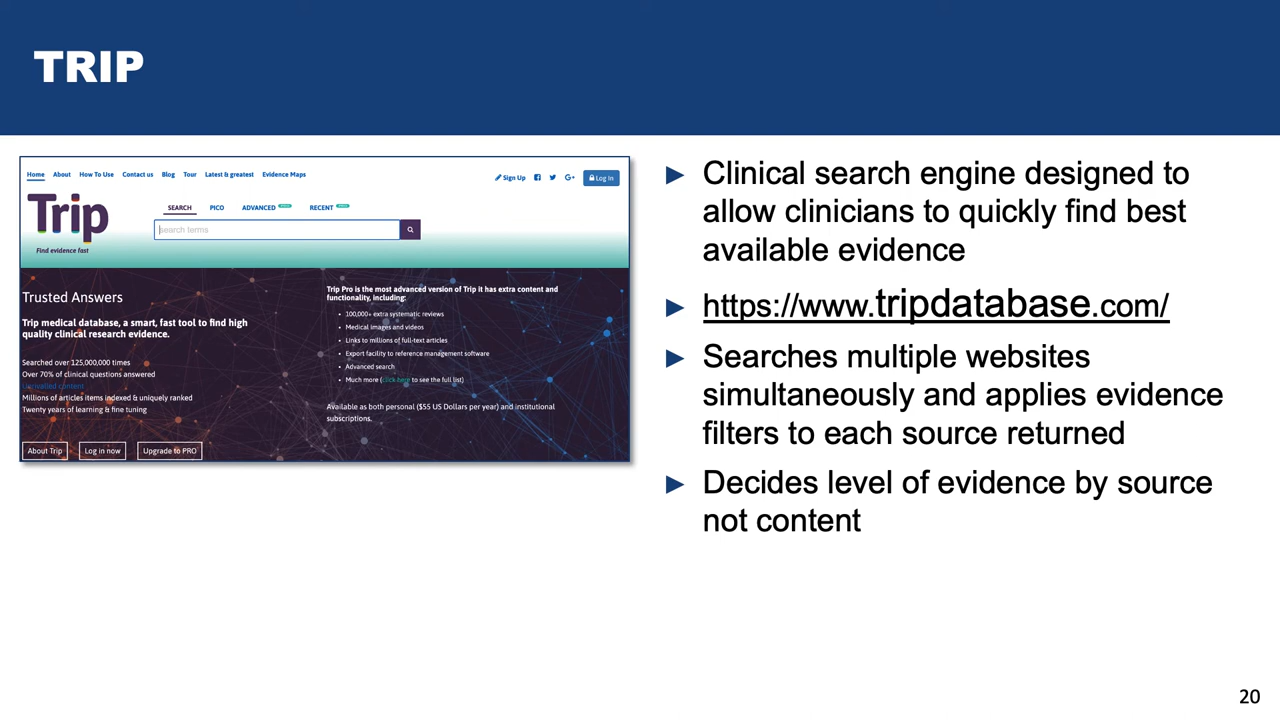 TRIP
Home About How To Use Contact us Blog Tour Latest & greatest Evidence Maps
Sign Up Log In
Trip
Find evidence fast
SEARCH PICO ADVANCED RECENT
search terms
Trusted Answers
Trip medical database, a smart, fast tool to find high
quality clinical research evidence.
Searched over 125,000,000 times
Over 70% of clinical questions answered
Unrivalled content
Millions of articles items indexed & uniquely ranked
Twenty years of learning & fine tuning
About Trip Log in now Upgrade to PRO
Trip Pro is the most advanced version of Trip it has extra content and
functionality, including:
• 100,000+ extra systematic reviews
• Medical images and videos
• Links to millions of full-text articles
• Export facility to reference management software
• Advanced search
• Much more (click here to see the full list)
Available as both personal ($55 US Dollars per year) and institutional
subscriptions.
► Clinical search engine designed to
allow clinicians to quickly find best
available evidence
► https://www.tripdatabase.com/
► Searches multiple websites
simultaneously and applies evidence
filters to each source returned
► Decides level of evidence by source
not content
20